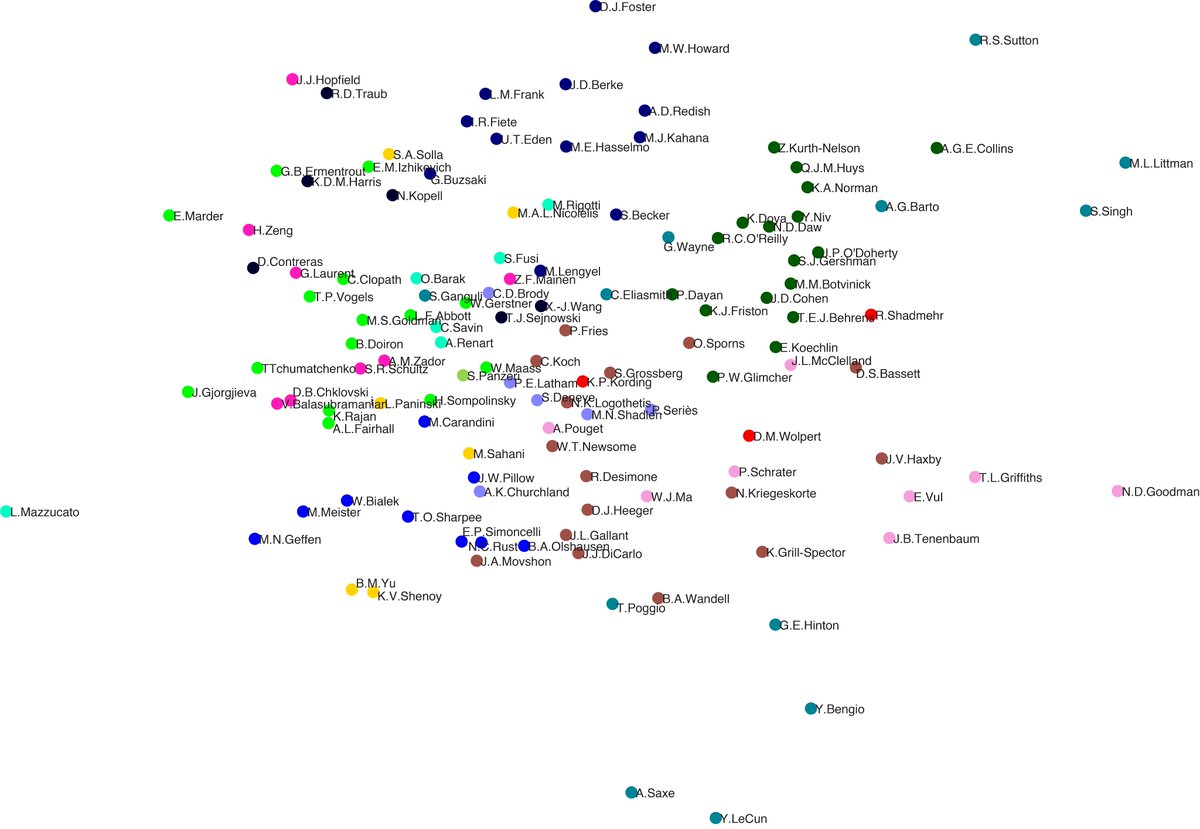 D.J.Foster
R.S.Sutton
M.W.Howard
J.J.Hopfield
J.D.Berke
R.D.Traub
L.M.Frank
A.D.Redish
I.R.Fiete
U.T.Eden
M.J.Kahana
M.E.Hasselmo
Z.Kurth-Nelson
A.G.E.Collins
S.A.Solla
M.L.Littman
E.M.Izhikevich
Q.J.M.Huys
G.B.Ermentrout
G.Buzsaki
K.D.M.Harris
K.A.Norman
N.Kopell
M.Rigotti
A.G.Barto
S.Singh
M.A.L.Nicolelis
S.Becker
E.Marder
Y.Niv
K.Doya
N.D.Daw
H.Zeng
R.C.O'Reilly
G.Wayne
J.P.O'Doherty
S.Fusi
S.J.Gershman
D.Contreras
M.Lengyel
G.Laurent
C.Clopath
O.Barak
Z.F.Mainen
M.M.Botvinick
C.D.Brody
T.P.Vogels
S.Ganguli
C.Eliasmith
P.Dayan
J.D.Cohen
W.Gerstner
X.-J.Wang
K.J.Friston
L.F.Abbott
R.Shadmehr
M.S.Goldman
T.J.Sejnowski
T.E.J.Behrens
C.Savin
P.Fries
B.Doiron
A.Renart
O.Sporns
E.Koechlin
A.M.Zador
C.Koch
J.L.McClelland
TTchumatchenko
S.R.Schultz
W.Maass
D.S.Bassett
S.Panzeri
S.Grossberg
P.W.Glimcher
P.E.Latham
K.P.Kording
J.Gjorgjieva
D.B.Chklovski
V.Balasubramanian
L.Paninski
H.Sompolinsky
S.Deneve
N.K.Logothetis
P.Seriès
K.Rajan
M.N.Shadlen
A.L.Fairhall
M.Carandini
A.Pouget
D.M.Wolpert
W.T.Newsome
M.Sahani
J.V.Haxby
P.Schrater
J.W.Pillow
R.Desimone
T.L.Griffiths
A.K.Churchland
W.J.Ma
N.Kriegeskorte
E.Vul
N.D.Goodman
W.Bialek
L.Mazzucato
M.Meister
D.J.Heeger
T.O.Sharpee
E.P.Simoncelli
J.L.Gallant
M.N.Geffen
J.B.Tenenbaum
N.C.Rust
B.A.Olshausen
J.J.DiCarlo
K.Grill-Spector
J.A.Movshon
B.M.Yu
K.V.Shenoy
B.A.Wandell
T.Poggio
G.E.Hinton
Y.Bengio
A.Saxe
Y.LeCun